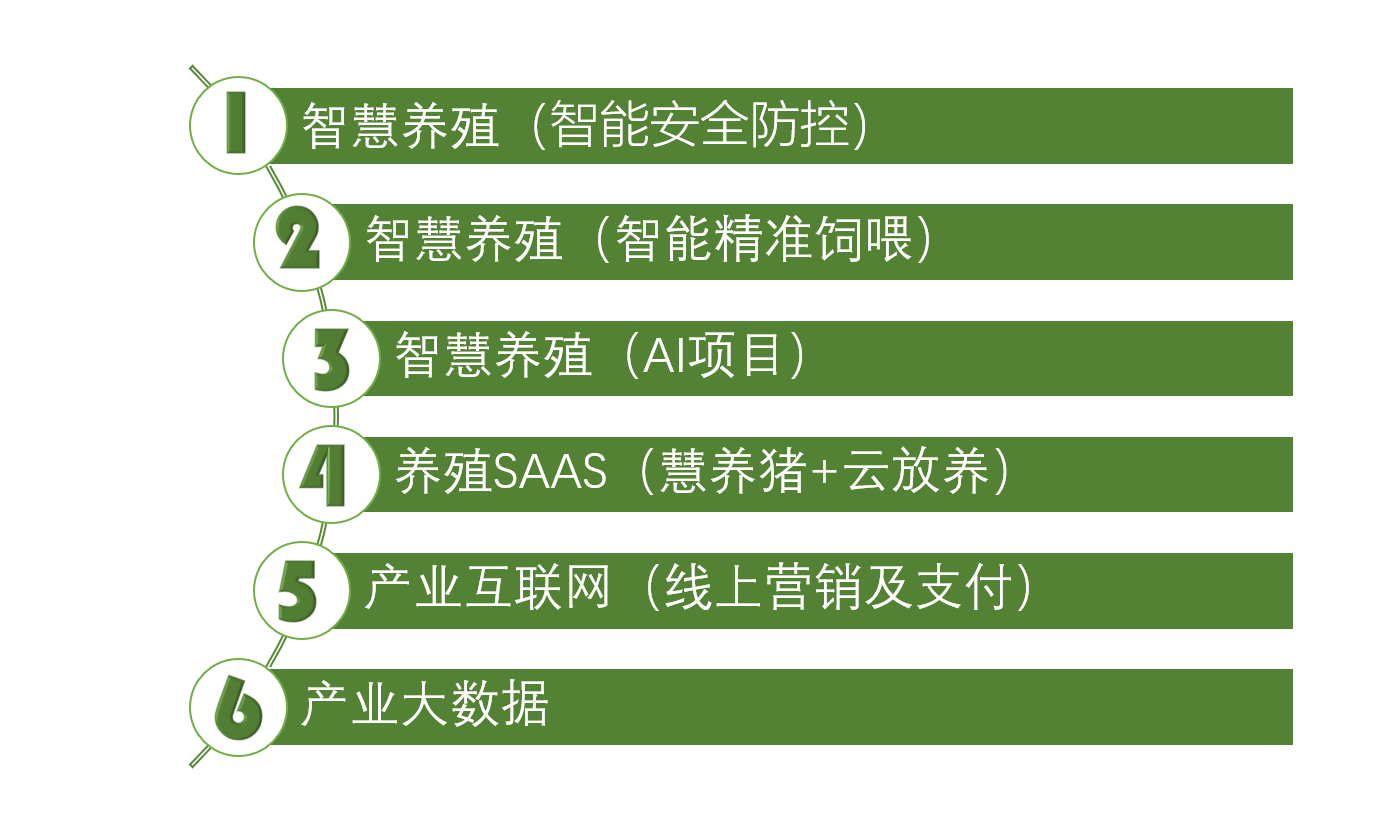 1 智慧养殖（智能安全防控）
2 智慧养殖（智能精准饲喂）
3 智慧养殖（AI项目）
4 养殖SAAS（慧养猪+云放养）
5 产业互联网（线上营销及支付）
6 产业大数据